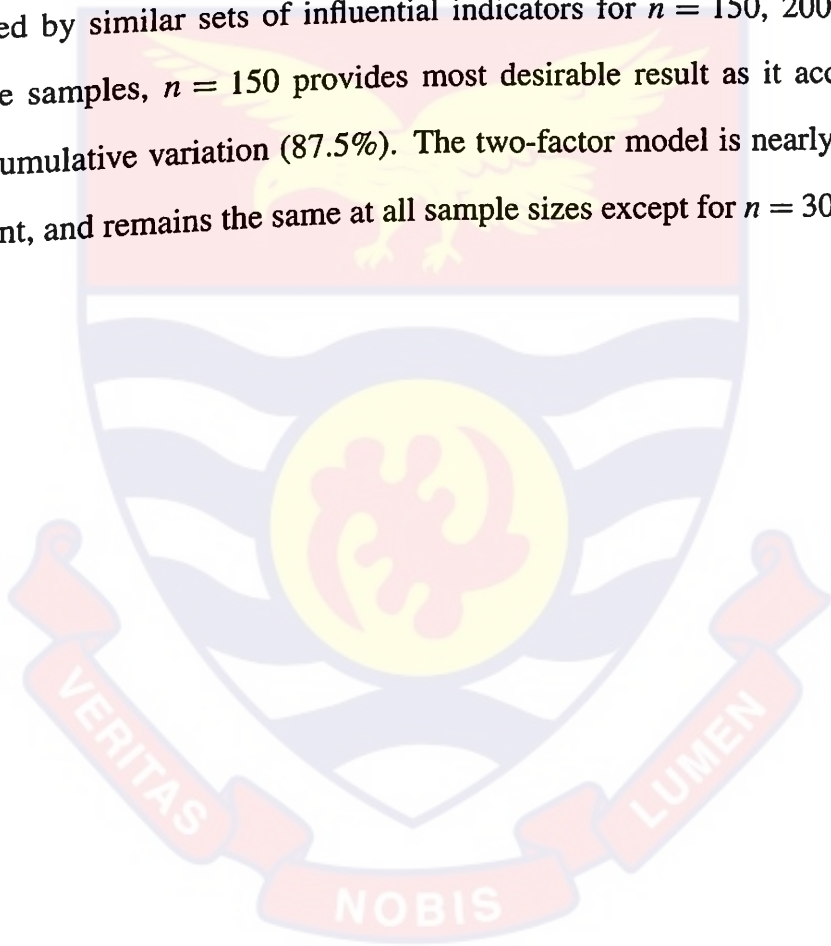 ed by similar sets of influential indicators for n = 150, 200
e samples, n = 150 provides most desirable result as it acc
umulative variation (87.5%). The two-factor model is nearly
nt, and remains the same at all sample sizes except for n = 30
VERITAS
NOBIS
LUMEN